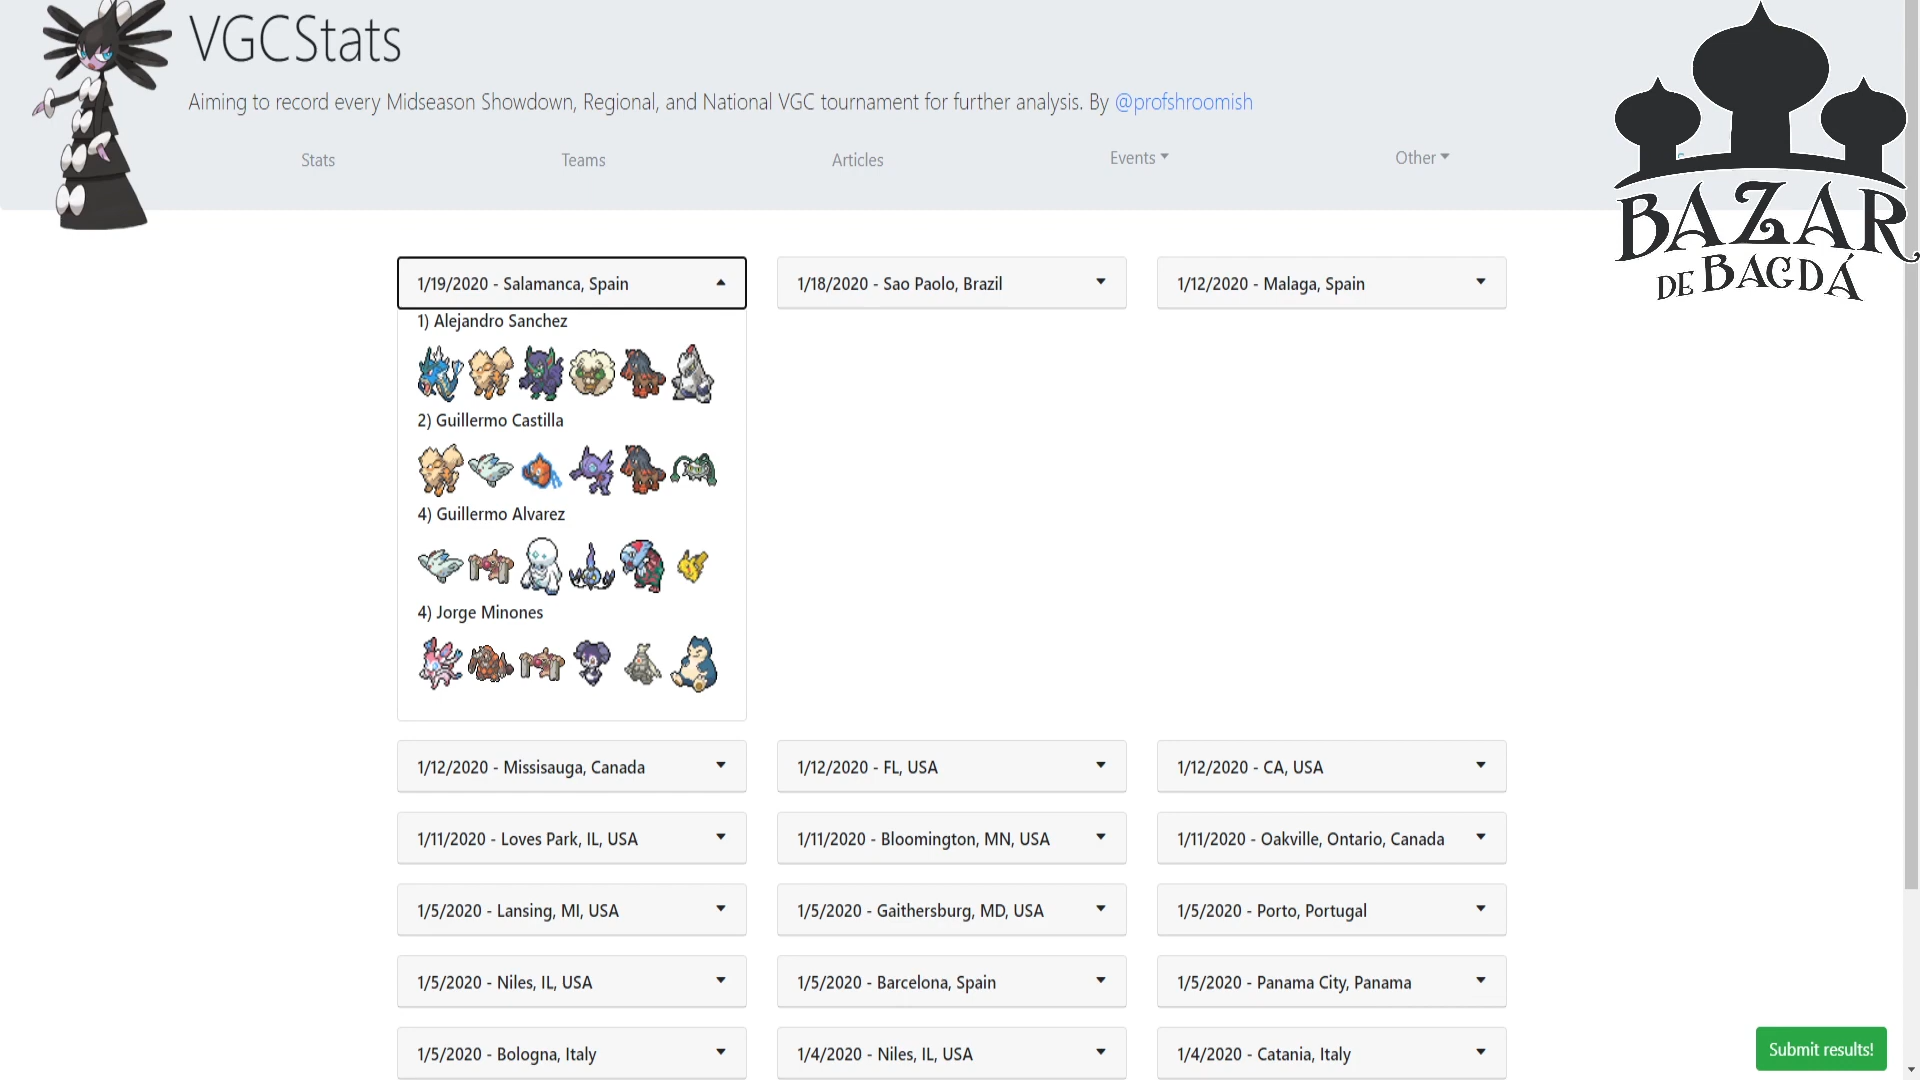 VGCStats
Aiming to record every Midseason Showdown, Regional, and National VGC tournament for further analysis. By @profshroomish
Stats
Teams
Articles
Events
Other
BAZAR
DE BAGDÁ
1/19/2020 - Salamanca, Spain
1/18/2020 - Sao Paolo, Brazil
1/12/2020 - Malaga, Spain
1) Alejandro Sanchez
2) Guillermo Castilla
4) Guillermo Alvarez
4) Jorge Minones
1/12/2020 - Missisauga, Canada
1/12/2020 - FL, USA
1/12/2020 - CA, USA
1/11/2020 - Loves Park, IL, USA
1/11/2020 - Bloomington, MN, USA
1/11/2020 - Oakville, Ontario, Canada
1/5/2020 - Lansing, MI, USA
1/5/2020 - Gaithersburg, MD, USA
1/5/2020 - Porto, Portugal
1/5/2020 - Niles, IL, USA
1/5/2020 - Barcelona, Spain
1/5/2020 - Panama City, Panama
1/5/2020 - Bologna, Italy
1/4/2020 - Niles, IL, USA
1/4/2020 - Catania, Italy
Submit results!